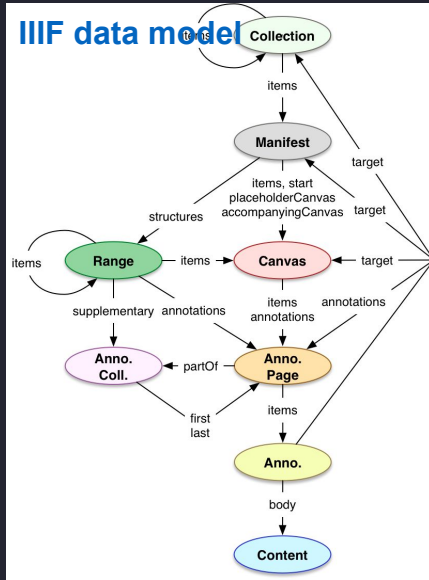 IIIF data model
items
Collection
items
Manifest
target
items, start
placeholderCanvas
accompanyingCanvas
target
structures
items
Range
items
Canvas
target
supplementary
annotations
items
annotations
annotations
Anno.
Coll.
partOf
Anno.
Page
first
last
items
Anno.
body
Content